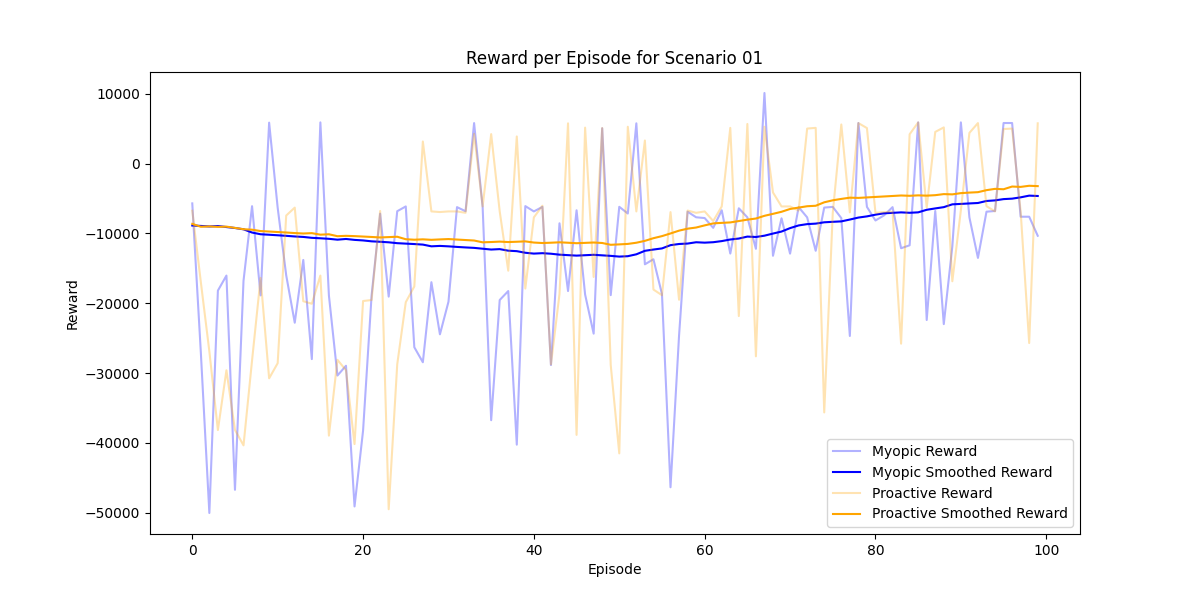 Reward per Episode for Scenario 01
Reward
10000
0
−10000
−20000
−30000
−40000
−50000
0 20 40 60 80 100
Episode
Myopic Reward
Myopic Smoothed Reward
Proactive Reward
Proactive Smoothed Reward